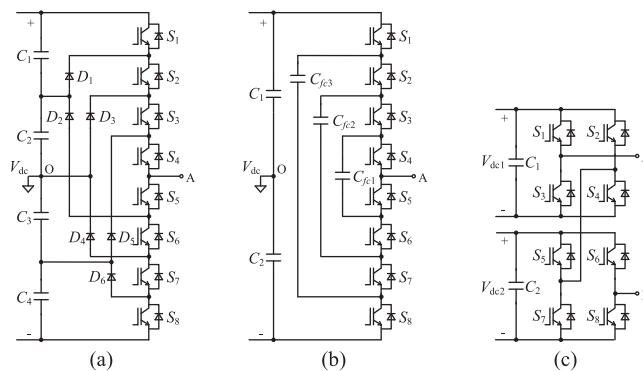 +
C1
C2
Vdc
O
C3
C4
-
D1
D2
D3
D4
D5
D6
S1
S2
S3
S4
A
S5
S6
S7
S8
(a)
+
C1
Vdc
O
C2
-
Cfc3
Cfc2
Cfc1
S1
S2
S3
S4
A
S5
S6
S7
S8
(b)
+
Vdc1
C1
-
S1
S2
S3
S4
+
Vdc2
C2
-
S5
S6
S7
S8
(c)